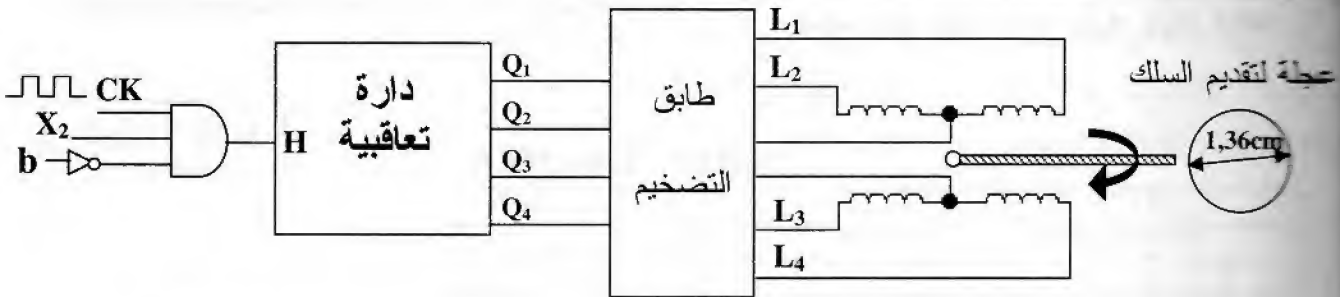 CK
X₂
b
H
دارة
تعاقبية
Q₁
Q₂
Q₃
Q₄
طابق
التضخيم
L₁
L₂
L₃
L₄
عجلة لتقديم السلك
1,36cm